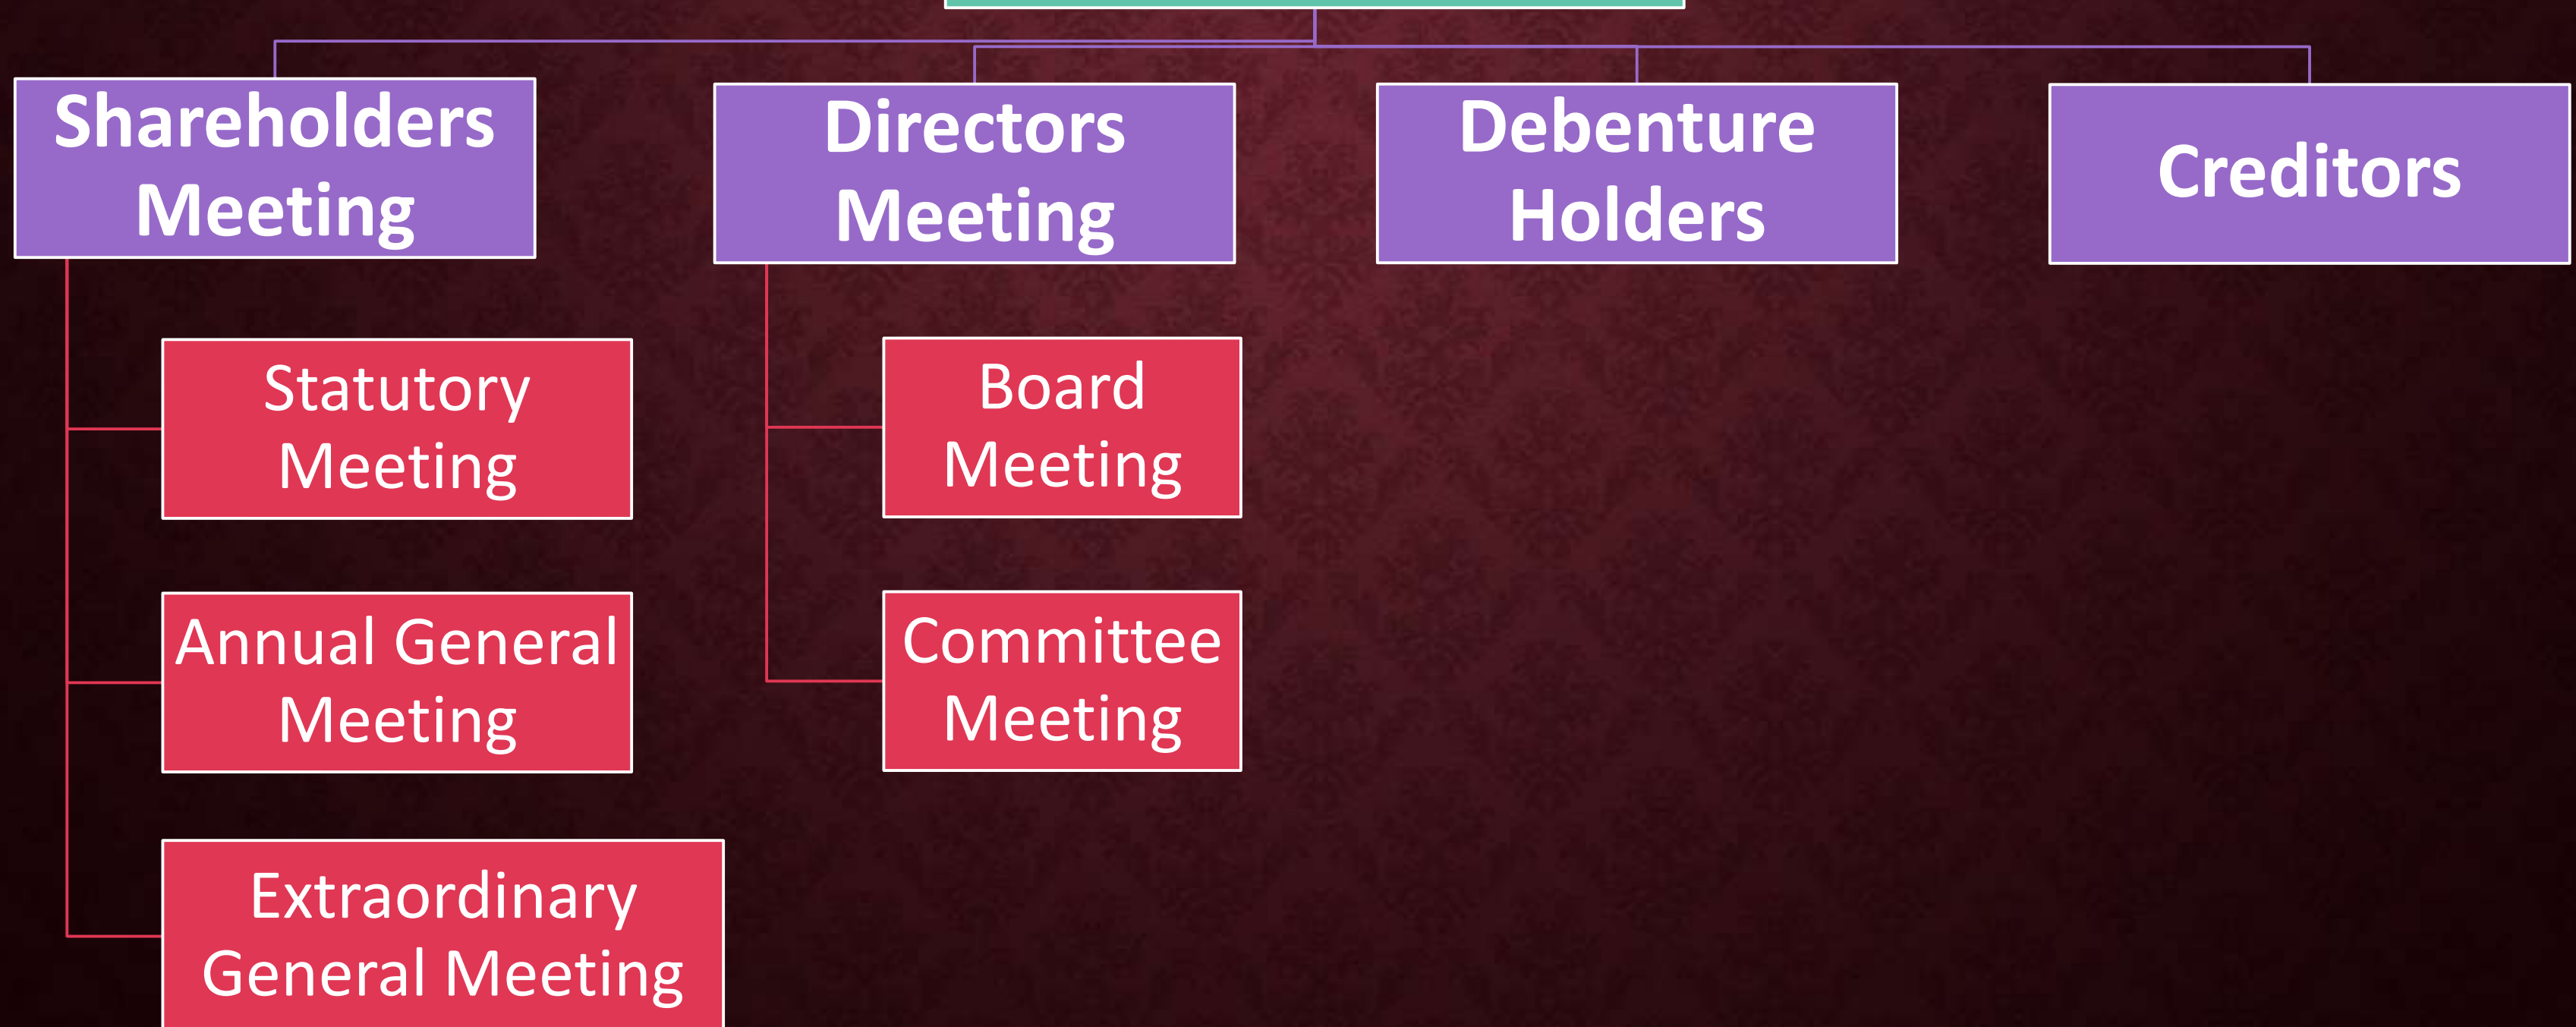 Shareholders
Meeting
Directors
Meeting
Debenture
Holders
Creditors
Statutory
Meeting
Annual General
Meeting
Extraordinary
General Meeting
Board
Meeting
Committee
Meeting